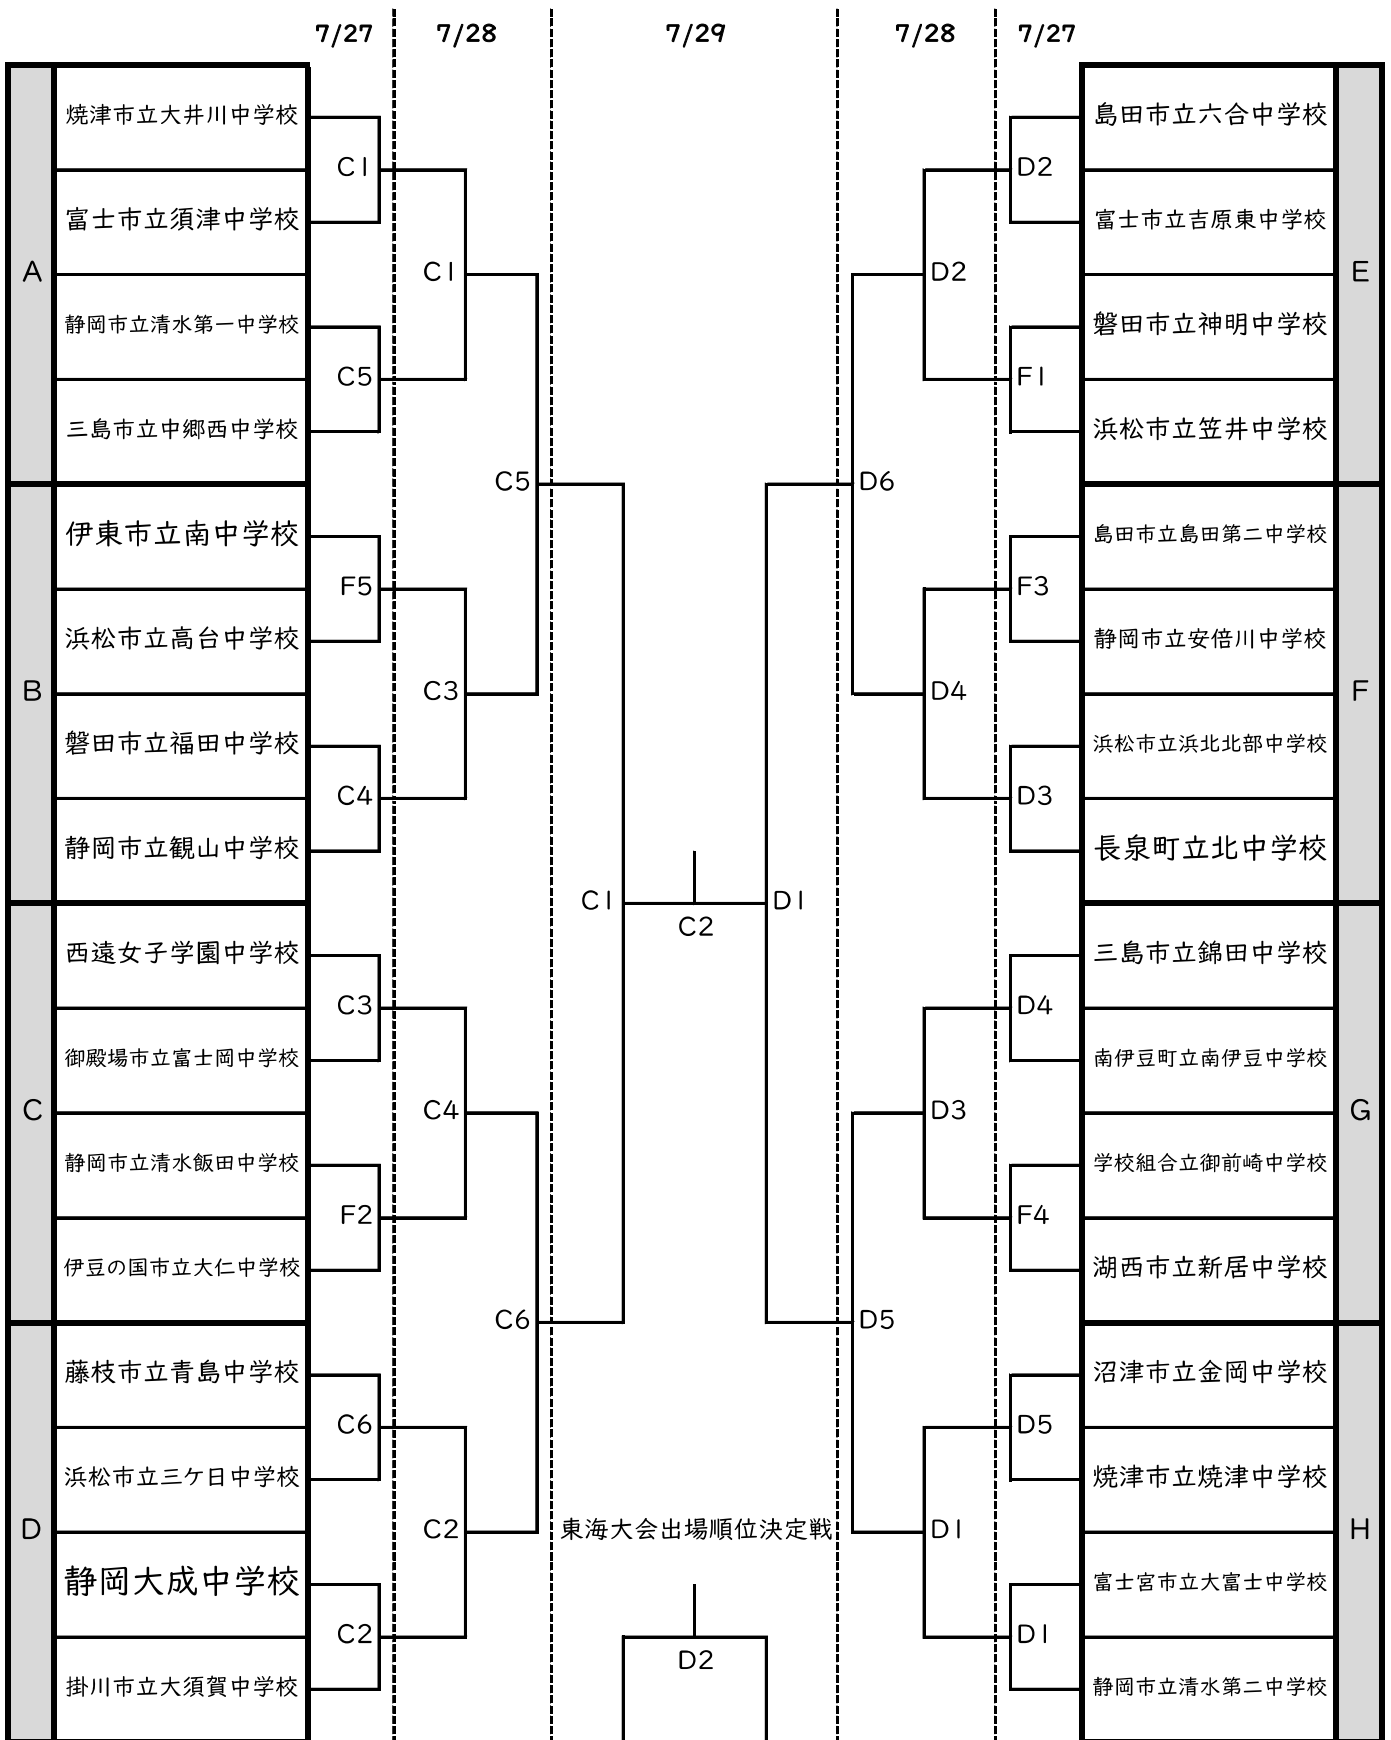 7/27 7/28 7/29 7/28 7/27
A
焼津市立大井川中学校
富士市立須津中学校
静岡市立清水第一中学校
三島市立中郷西中学校
B
伊東市立南中学校
浜松市立高台中学校
磐田市立福田中学校
静岡市立観山中学校
C
西遠女子学園中学校
御殿場市立富士岡中学校
静岡市立清水飯田中学校
伊豆の国市立大仁中学校
D
藤枝市立青島中学校
浜松市立三ケ日中学校
静岡大成中学校
掛川市立大須賀中学校
C1
C5
F5
C4
C3
F2
C6
C2
C1
C3
C4
C2
C5
C6
C1
C2
D1
東海大会出場順位決定戦
D2
D6
D5
D2
D4
D3
D1
D2
F1
F3
D3
D4
F4
D5
D1
島田市立六合中学校
富士市立吉原東中学校
磐田市立神明中学校
浜松市立笠井中学校
E
島田市立島田第二中学校
静岡市立安倍川中学校
浜松市立浜北北部中学校
長泉町立北中学校
F
三島市立錦田中学校
南伊豆町立南伊豆中学校
学校組合立御前崎中学校
湖西市立新居中学校
G
沼津市立金岡中学校
焼津市立焼津中学校
富士宮市立大富士中学校
静岡市立清水第二中学校
H